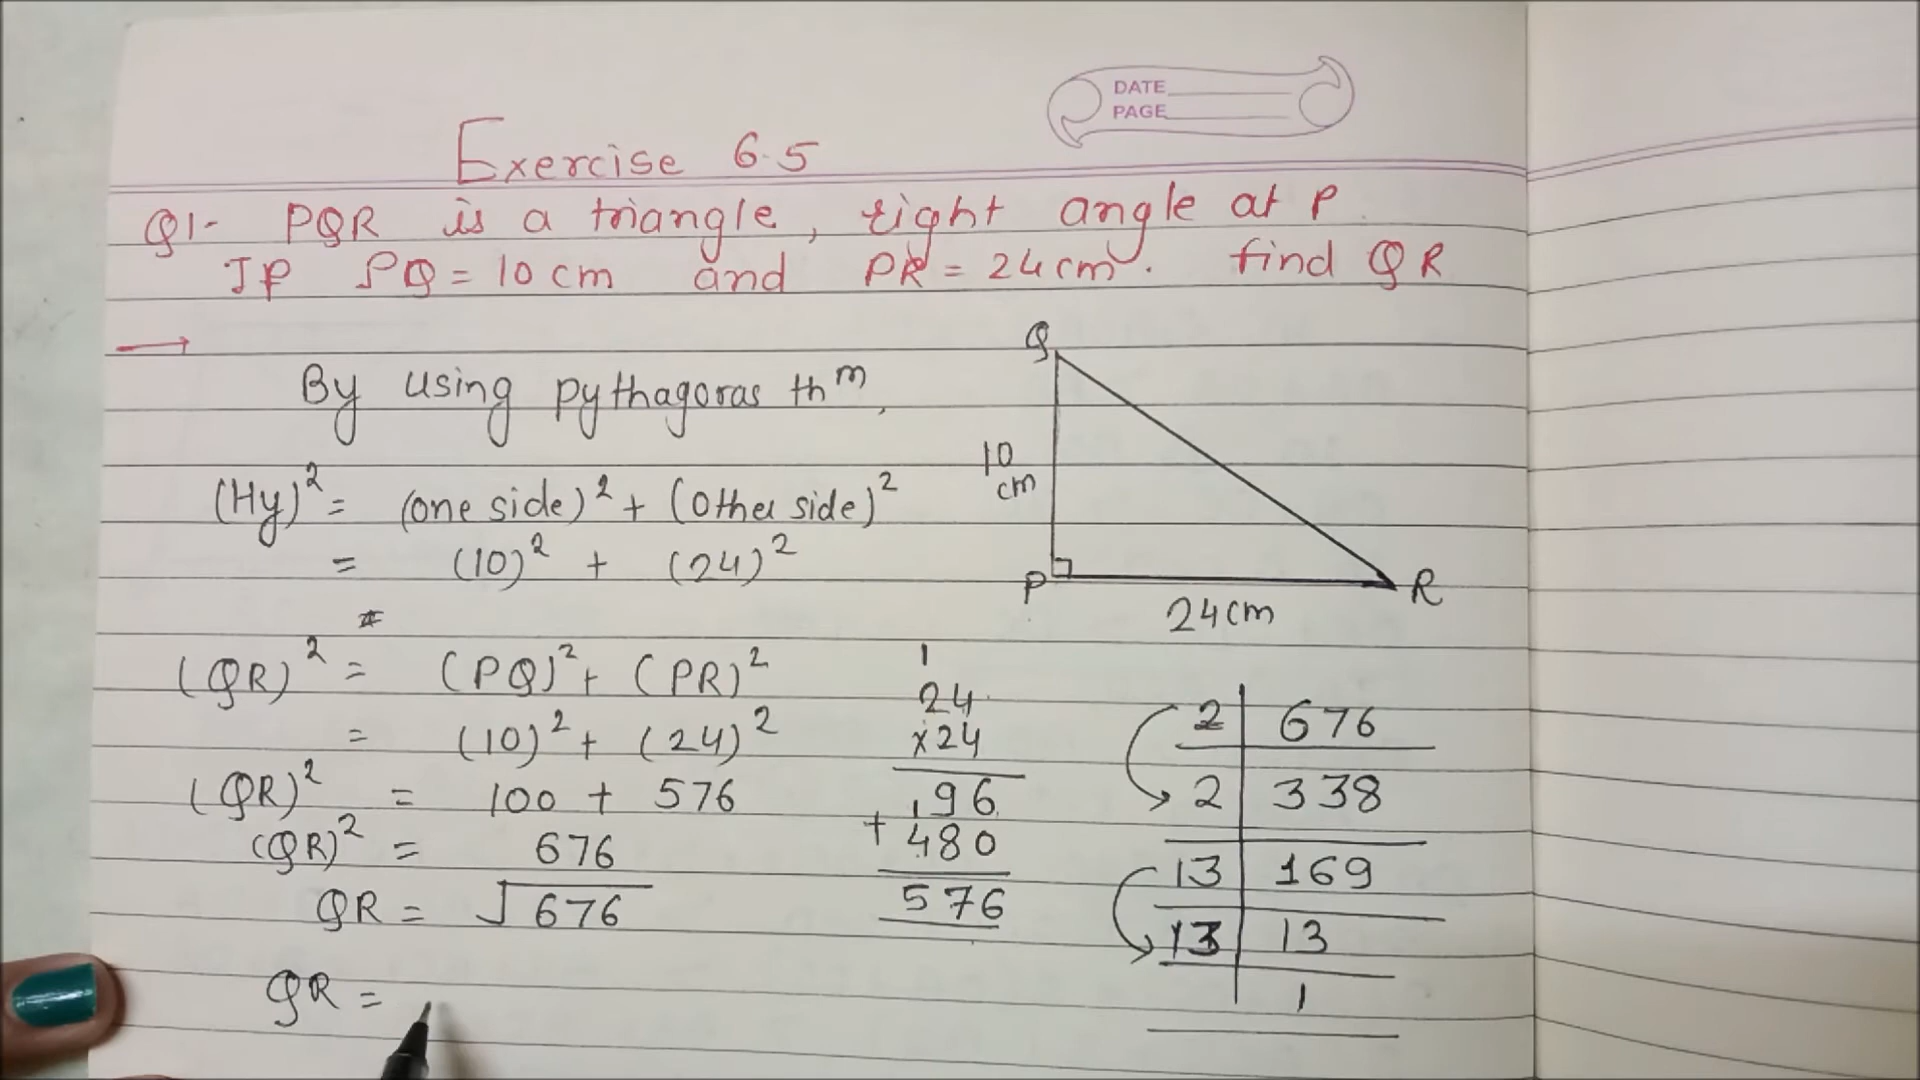 DATE
PAGE
Exercise 6.5
Q1- PQR is a triangle, right angle at P.
If PQ = 10 cm and PR = 24 cm. find QR
By using pythagoras thm,
(Hy)² = (one side)² + (Other side)²
= (10)² + (24)²
(QR)² = (PQ)² + (PR)²
= (10)² + (24)²
(QR)² = 100 + 576
(QR)² = 676
QR = √676
QR =
Q
10
cm
P
R
24 cm
1
24
x24
196
+480
576
2 | 676
2 | 338
13 | 169
13 | 13
1